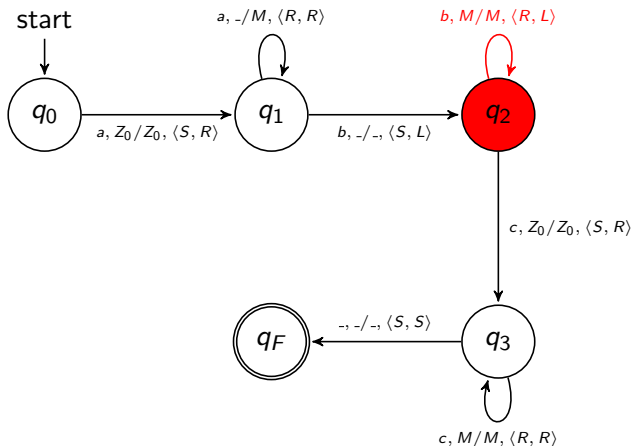 a, _/M, ⟨R, R⟩
b, M/M, ⟨R, L⟩
start
q0
q1
q2
a, Z0/Z0, ⟨S, R⟩
b, _/_, ⟨S, L⟩
c, Z0/Z0, ⟨S, R⟩
qF
q3
_, _/_, ⟨S, S⟩
c, M/M, ⟨R, R⟩